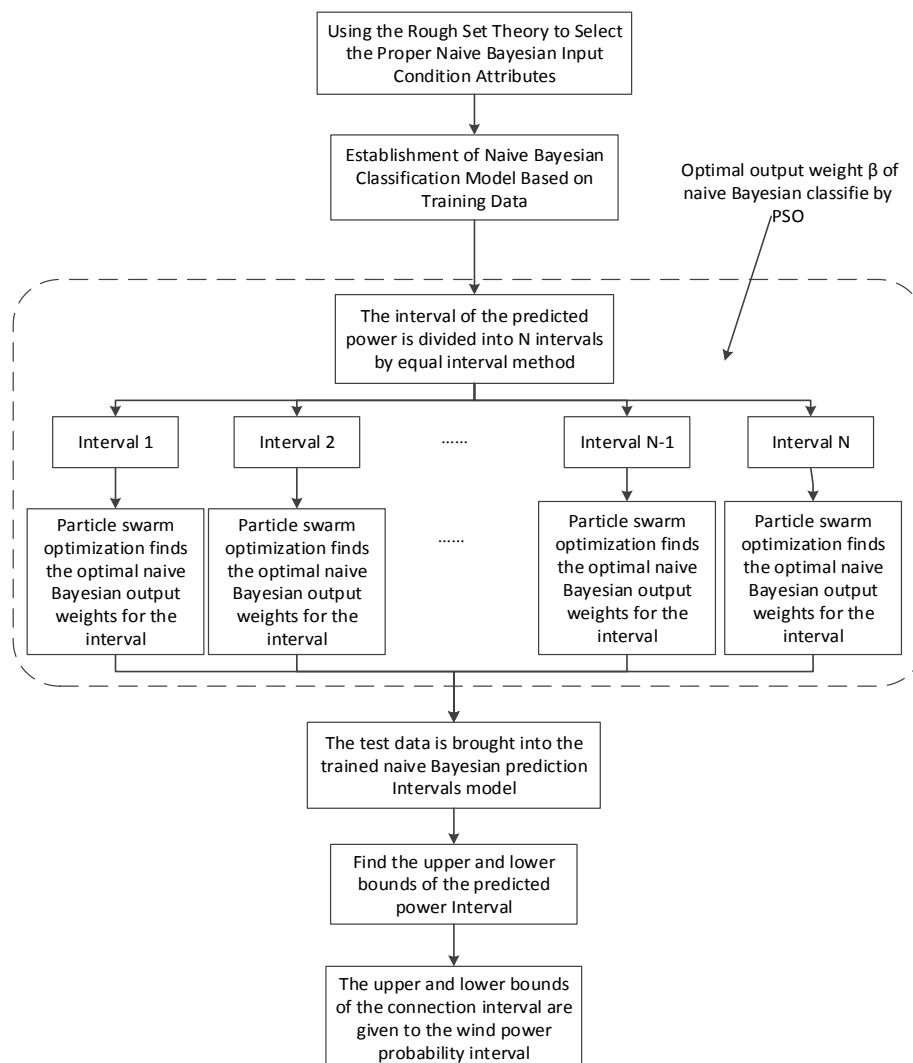 Using the Rough Set Theory to Select
the Proper Naive Bayesian Input
Condition Attributes
Establishment of Naive Bayesian
Classification Model Based on
Training Data
Optimal output weight β of
naive Bayesian classifie by
PSO
The interval of the predicted
power is divided into N intervals
by equal interval method
Interval 1
Interval 2
......
Interval N-1
Interval N
Particle swarm
optimization finds
the optimal naive
Bayesian output
weights for the
interval
Particle swarm
optimization finds
the optimal naive
Bayesian output
weights for the
interval
......
Particle swarm
optimization finds
the optimal naive
Bayesian output
weights for the
interval
Particle swarm
optimization finds
the optimal naive
Bayesian output
weights for the
interval
The test data is brought into the
trained naive Bayesian prediction
Intervals model
Find the upper and lower
bounds of the predicted
power Interval
The upper and lower bounds
of the connection interval are
given to the wind power
probability interval